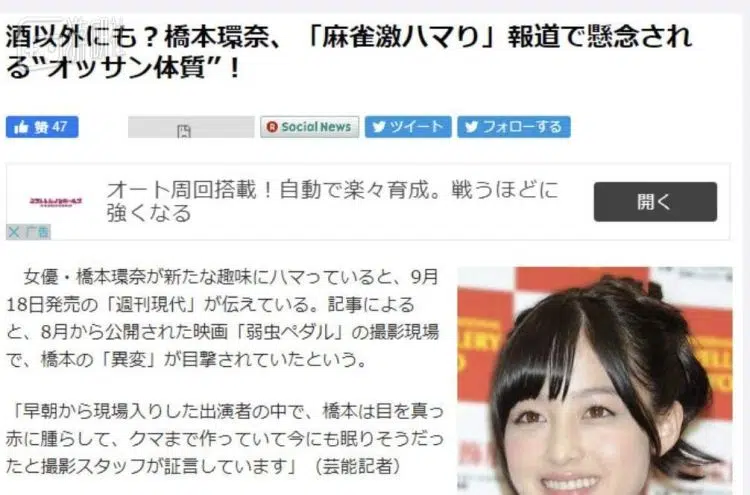 酒以外にも？橋本環奈、「麻雀激ハマり」報道で懸念され
る“オッサン体質”！
赞 47
R Social News
ツイート
フォローする
オート周回搭載！自動で楽々育成。戦うほどに
強くなる
開く
广告
女優・橋本環奈が新たな趣味にハマっていると、9月
18日発売の「週刊現代」が伝えている。記事による
と、8月から公開された映画「弱虫ペダル」の撮影現場
で、橋本の「異変」が目撃されていたという。
「早朝から現場入りした出演者の中で、橋本は目を真っ
赤に腫らして、クマまで作っていて今にも眠りそうだっ
たと撮影スタッフが証言しています」（芸能記者）